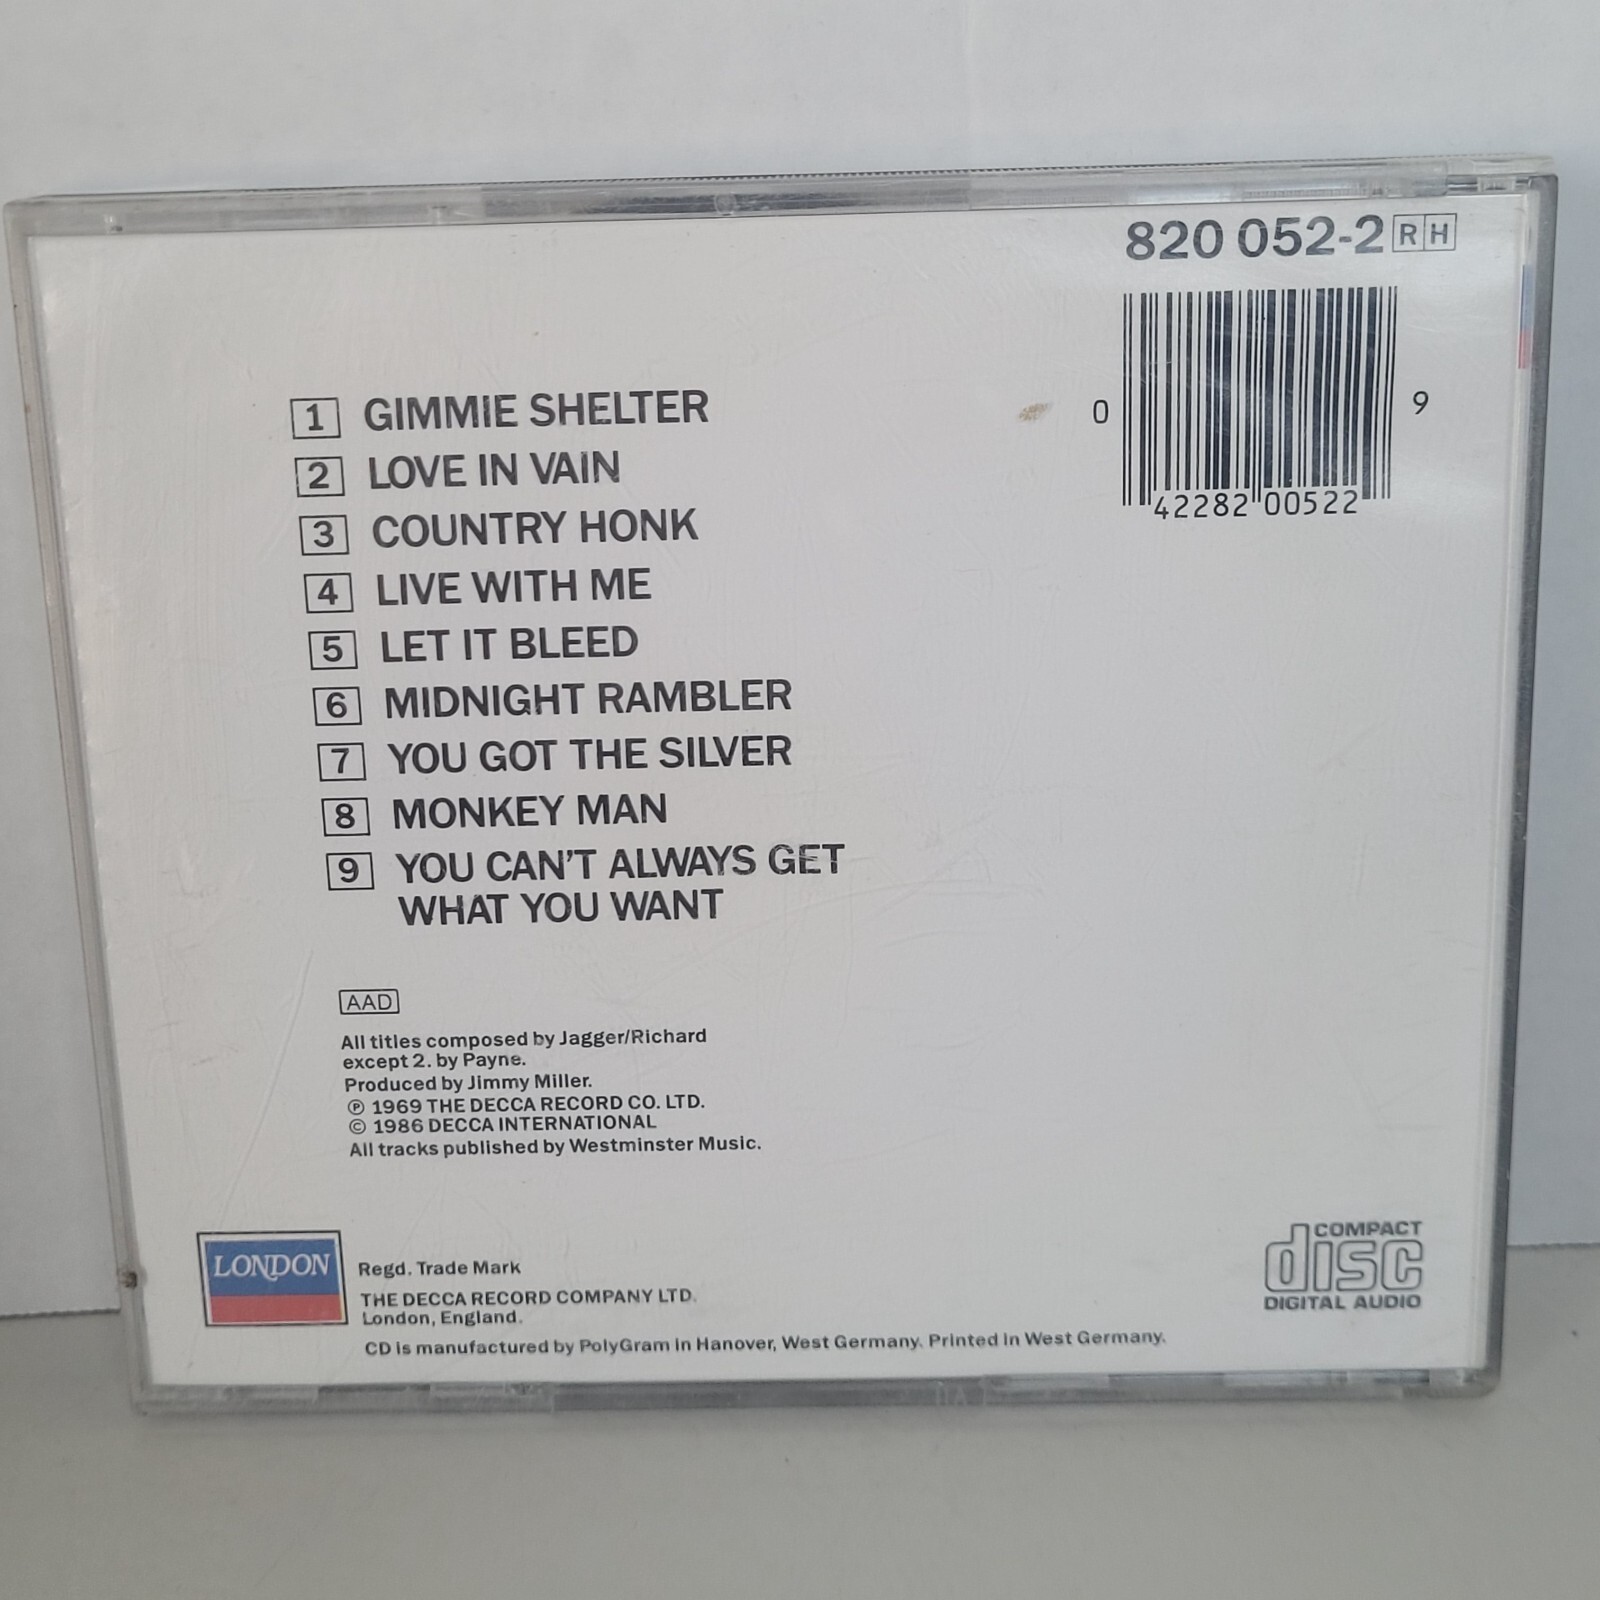 820 052-2 R H
0 42282 00522 9
1 GIMMIE SHELTER
2 LOVE IN VAIN
3 COUNTRY HONK
4 LIVE WITH ME
5 LET IT BLEED
6 MIDNIGHT RAMBLER
7 YOU GOT THE SILVER
8 MONKEY MAN
9 YOU CAN'T ALWAYS GET
WHAT YOU WANT
AAD
All titles composed by Jagger/Richard
except 2. by Payne.
Produced by Jimmy Miller.
℗ 1969 THE DECCA RECORD CO. LTD.
© 1986 DECCA INTERNATIONAL
All tracks published by Westminster Music.
LONDON
Regd. Trade Mark
THE DECCA RECORD COMPANY LTD.
London, England.
CD is manufactured by PolyGram in Hanover, West Germany. Printed in West Germany.
COMPACT
disc
DIGITAL AUDIO